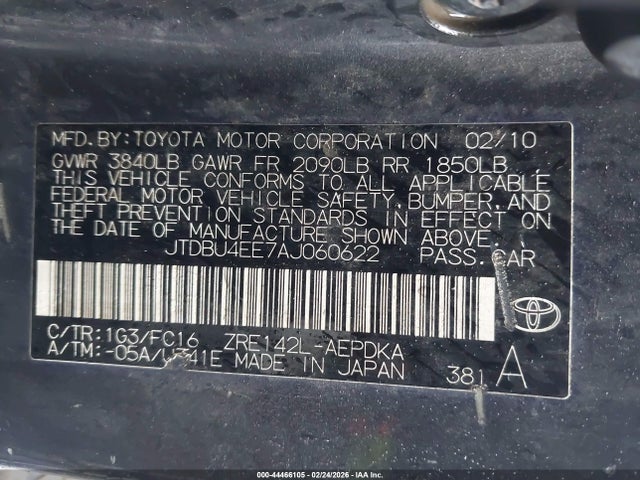 MFD.BY:TOYOTA MOTOR CORPORATION 02/10
GVWR 3840LB GAWR FR 2090LB RR 1850LB
THIS VEHICLE CONFORMS TO ALL APPLICABLE
FEDERAL MOTOR VEHICLE SAFETY,BUMPER,AND
THEFT PREVENTION STANDARDS IN EFFECT ON
THE DATE OF MANUFACTURE SHOWN ABOVE.
JTDBU4EE7AJ060622 PASS.CAR
C/TR:1G3/FC16 ZRE142L-AEPDKA
A/TM:-05A/ MADE IN JAPAN 381 A
000-44466105 - 02/24/2026 - IAA Inc.